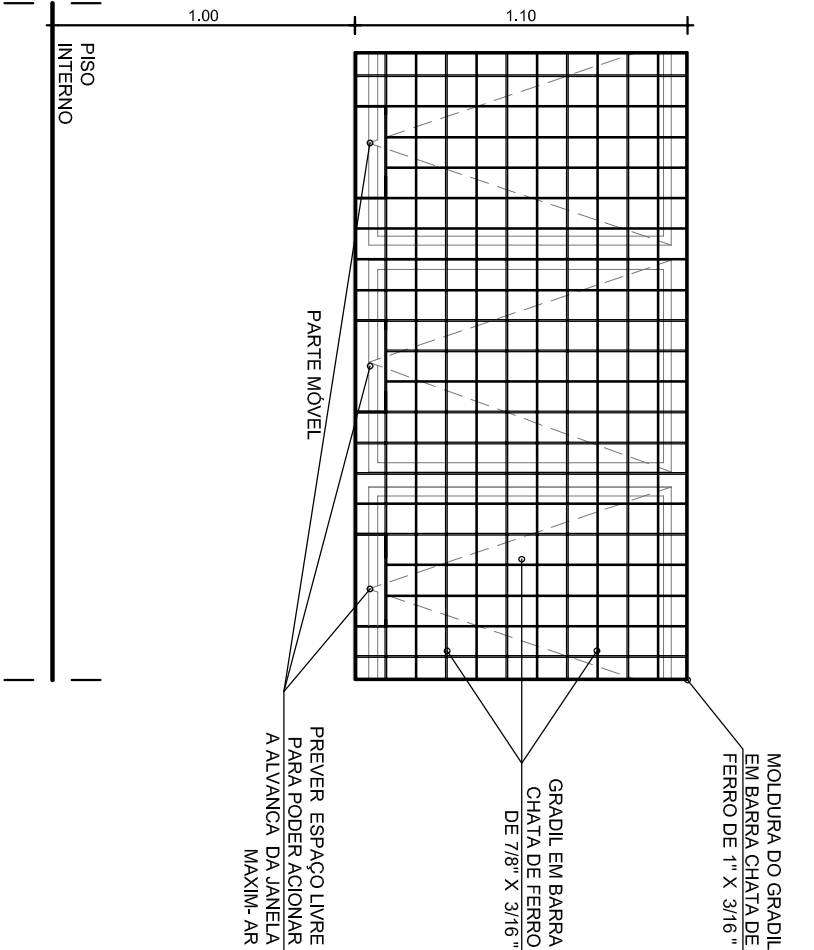 1.00
1.10
PISO
INTERNO
PARTE MÓVEL
MOLDURA DO GRADIL
EM BARRA CHATA DE
FERRO DE 1" X 3/16"
GRADIL EM BARRA
CHATA DE FERRO
DE 7/8" X 3/16"
PREVER ESPAÇO LIVRE
PARA PODER ACIONAR
A ALVANCA DA JANELA
MAXIM- AR